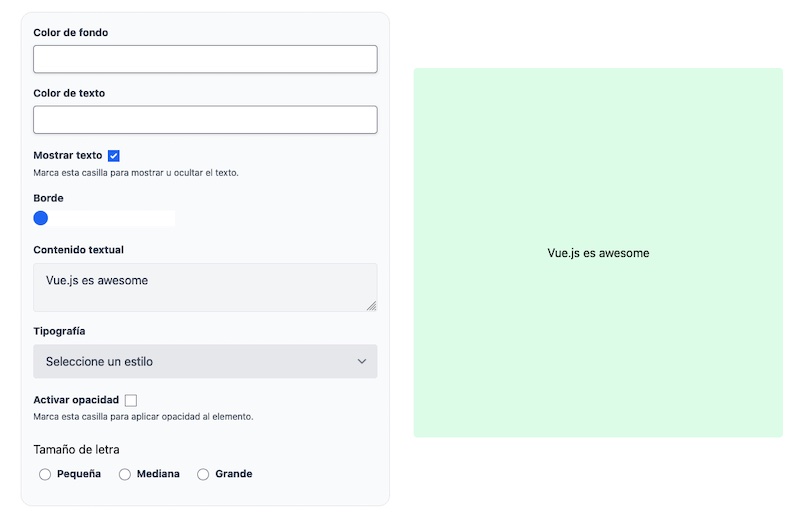 Color de fondo
Color de texto
Mostrar texto
Marca esta casilla para mostrar u ocultar el texto.
Borde
Contenido textual
Vue.js es awesome
Tipografía
Seleccione un estilo
Activar opacidad
Marca esta casilla para aplicar opacidad al elemento.
Tamaño de letra
Pequeña Mediana Grande
Vue.js es awesome